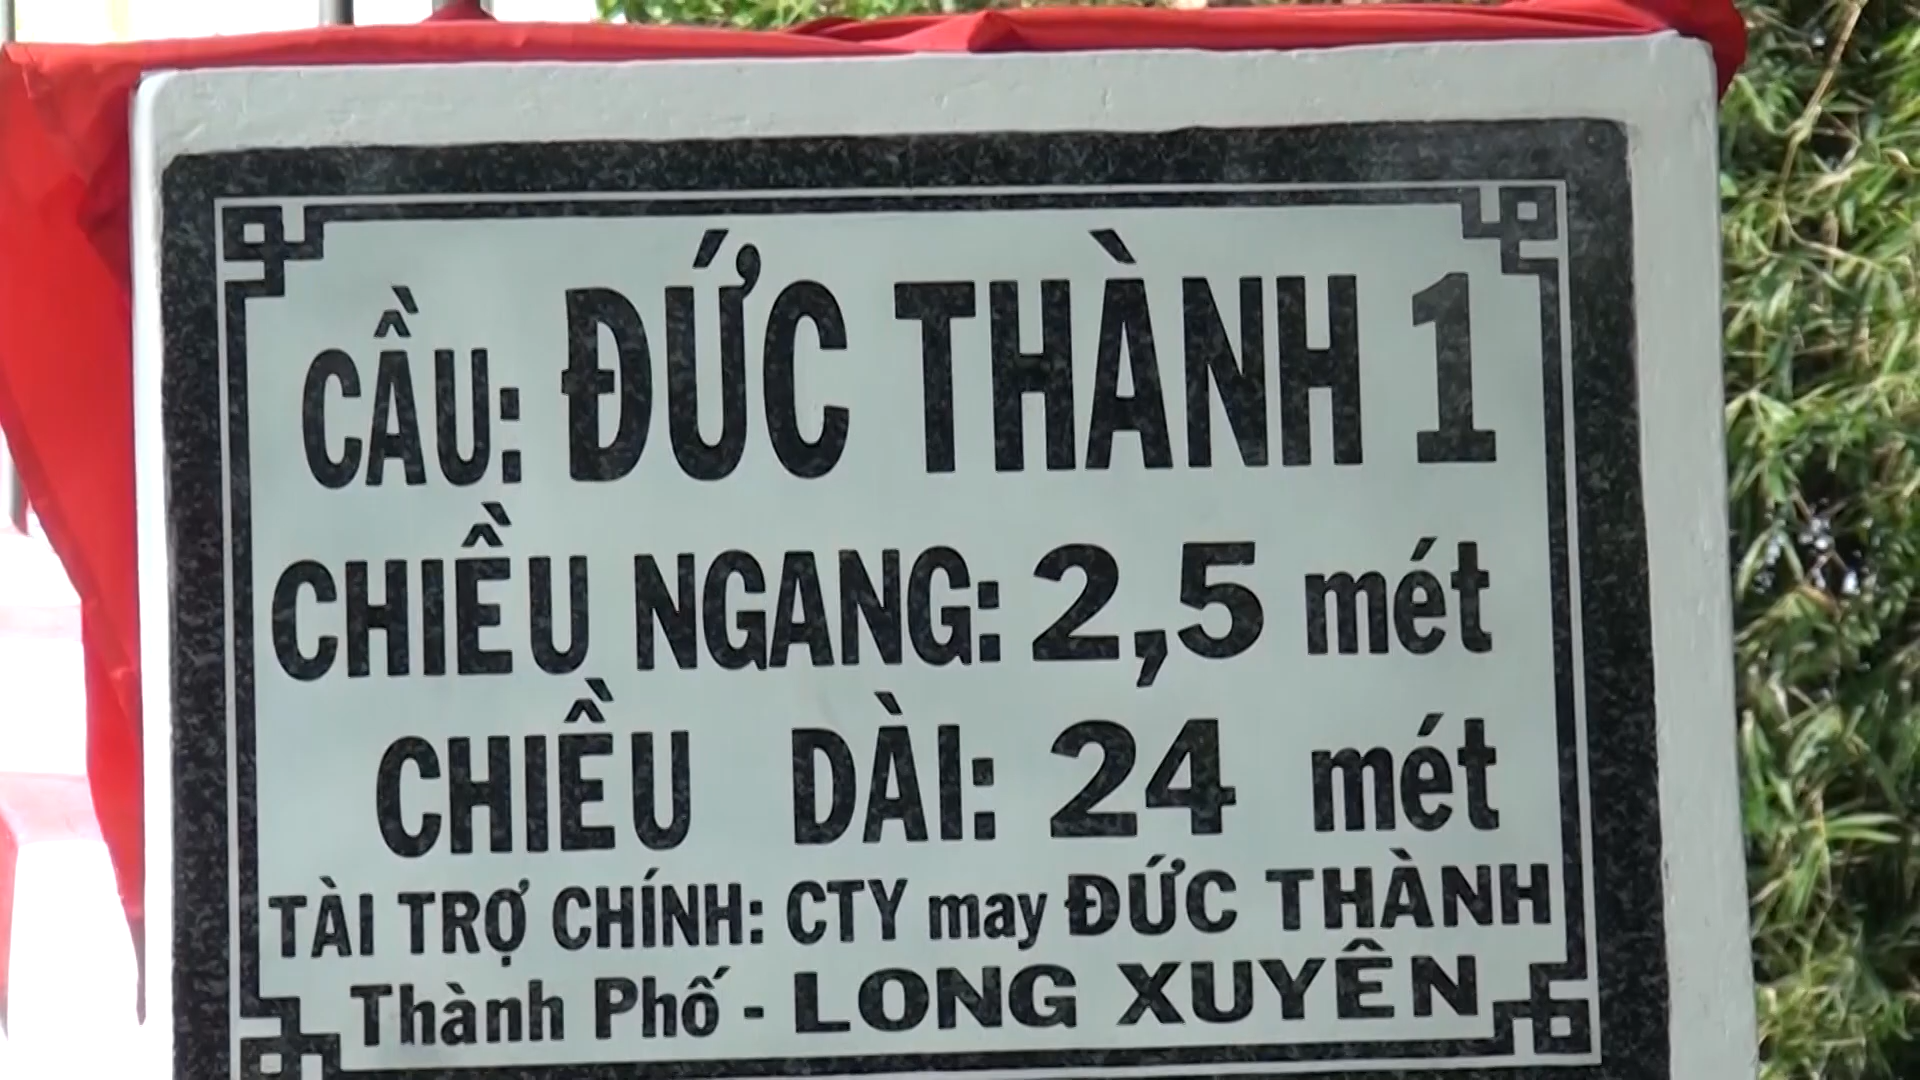 CẦU: ĐỨC THÀNH 1
CHIỀU NGANG: 2,5 mét
CHIỀU DÀI: 24 mét
TÀI TRỢ CHÍNH: CTY may ĐỨC THÀNH
Thành Phố - LONG XUYÊN